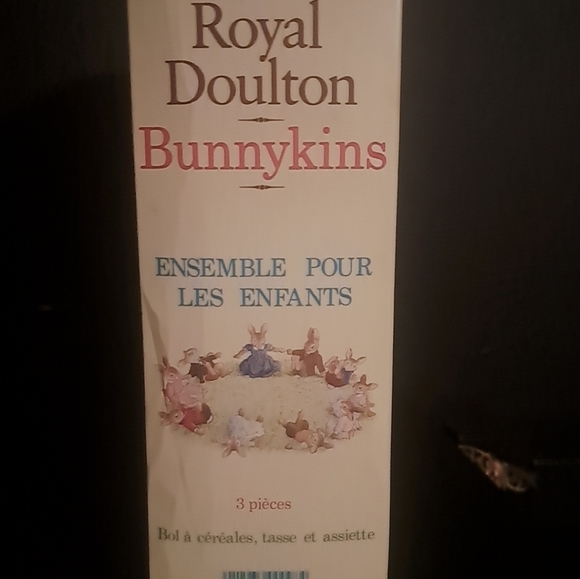 Royal
Doulton
Bunnykins
ENSEMBLE POUR
LES ENFANTS
3 pièces
Bol à céréales, tasse et assiette